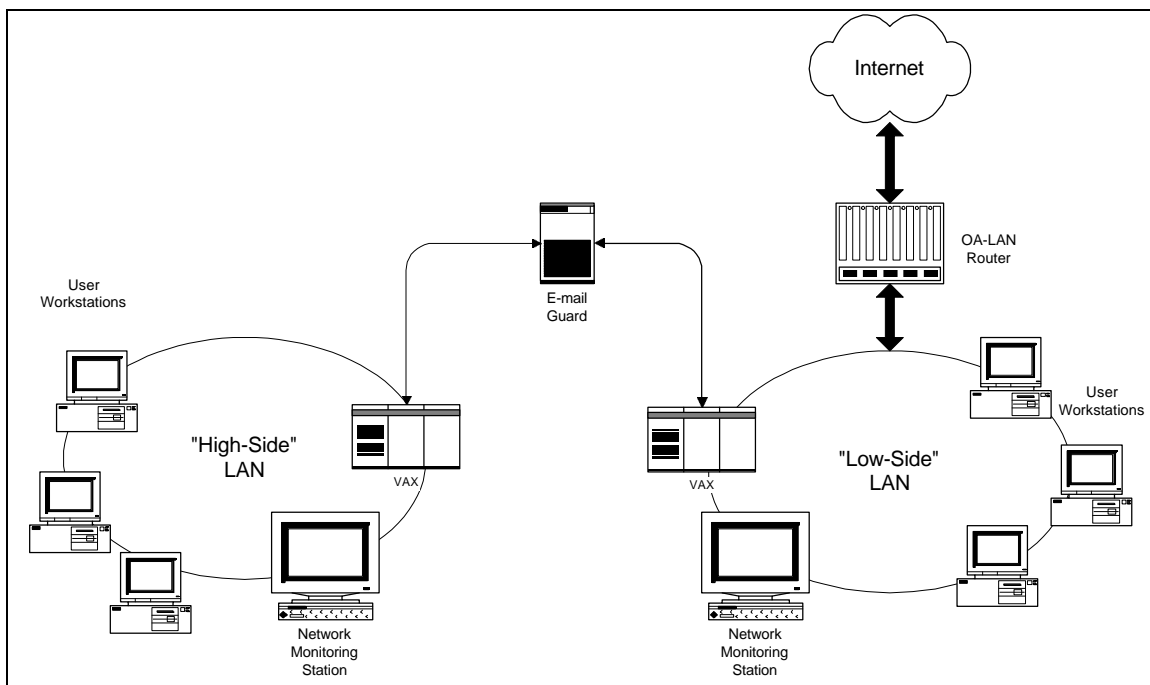 Internet
OA-LAN
Router
E-mail
Guard
User
Workstations
"High-Side"
LAN
VAX
Network
Monitoring
Station
User
Workstations
"Low-Side"
LAN
VAX
Network
Monitoring
Station